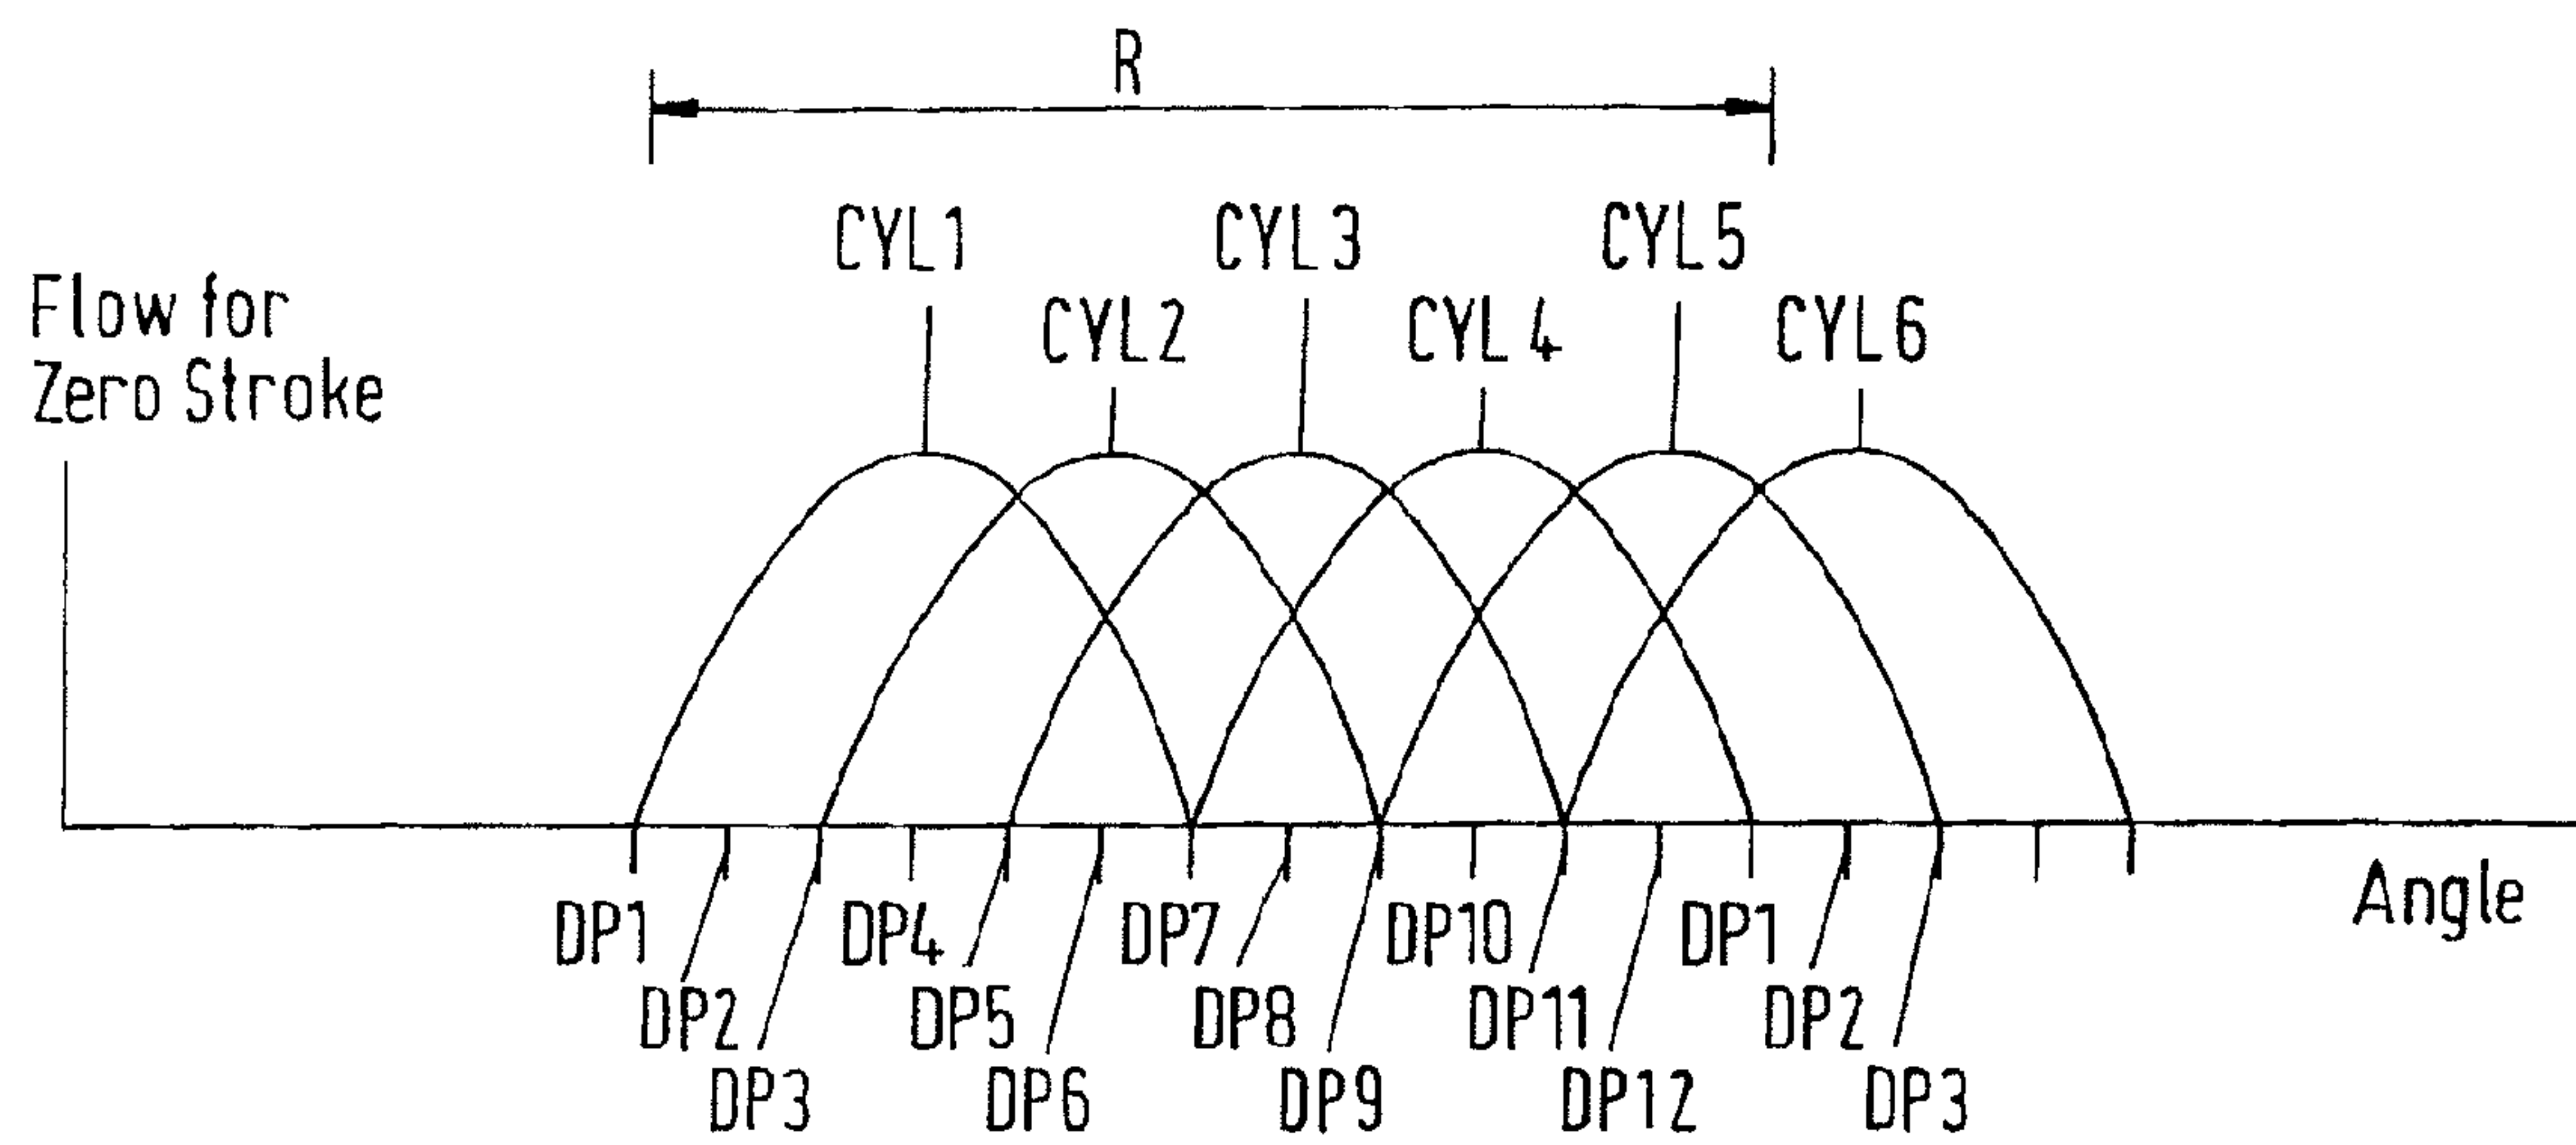 R
CYL1
CYL3
CYL5
Flow for
Zero Stroke
CYL2
CYL4
CYL6
Angle
DP1
DP4
DP7
DP10
DP1
DP2
DP5
DP8
DP11
DP2
DP3
DP6
DP9
DP12
DP3